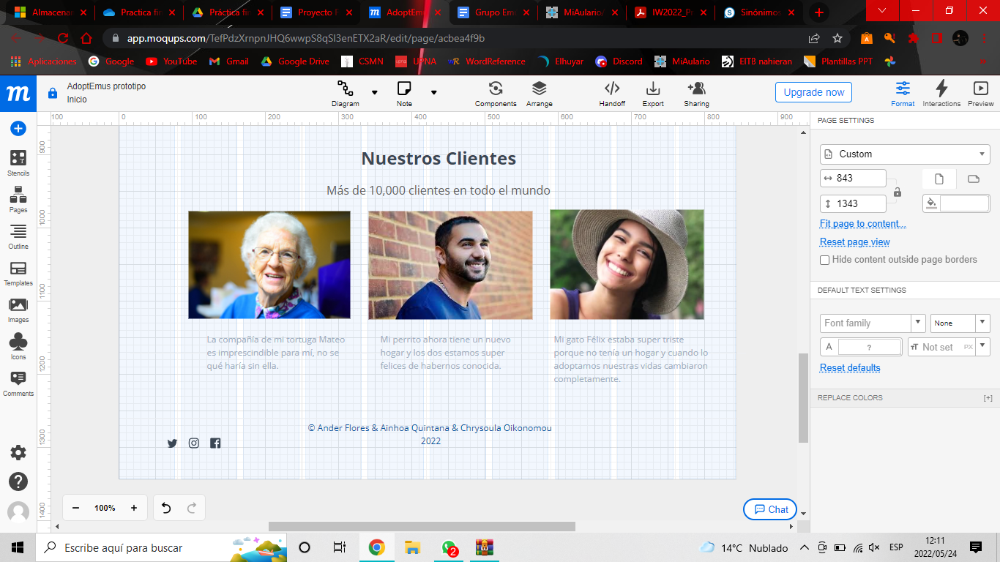 Almacenar
Practica fin
Práctica fin
Proyecto F
AdoptEmu
Grupo Emu
MiAulario
IW2022_Pr
Sinónimos
app.moqups.com/TefPdzXrnpnJHQ6wwpS8qSl3enETX2aR/edit/page/acbea4f9b
Aplicaciones
Google
YouTube
Gmail
Google Drive
CSMN
UPNA
WordReference
Elhuyar
Discord
MiAulario
EITB nahieran
Plantillas PPT
m
AdoptEmus prototipo
Inicio
Diagram
Note
Components
Arrange
Handoff
Export
Sharing
Upgrade now
Format
Interactions
Preview
100 0 100 200 300 400 500 600 700 800 900
900
1000
1100
1200
1300
1400
Stencils
Pages
Outline
Templates
Images
Icons
Comments
Nuestros Clientes
Más de 10,000 clientes en todo el mundo
La compañía de mi tortuga Mateo
es imprescindible para mí, no se
qué haría sin ella.
Mi perrito ahora tiene un nuevo
hogar y los dos estamos super
felices de habernos conocida.
Mi gato Félix estaba super triste
porque no tenía un hogar y cuando lo
adoptamos nuestras vidas cambiaron
completamente.
© Ander Flores & Ainhoa Quintana & Chrysoula Oikonomou
2022
100%
Chat
PAGE SETTINGS
Custom
843
1343
Fit page to content...
Reset page view
Hide content outside page borders
DEFAULT TEXT SETTINGS
Font family
None
A
?
Not set
PX
Reset defaults
REPLACE COLORS
[+]
Escribe aquí para buscar
2
14°C Nublado
ESP
12:11
2022/05/24